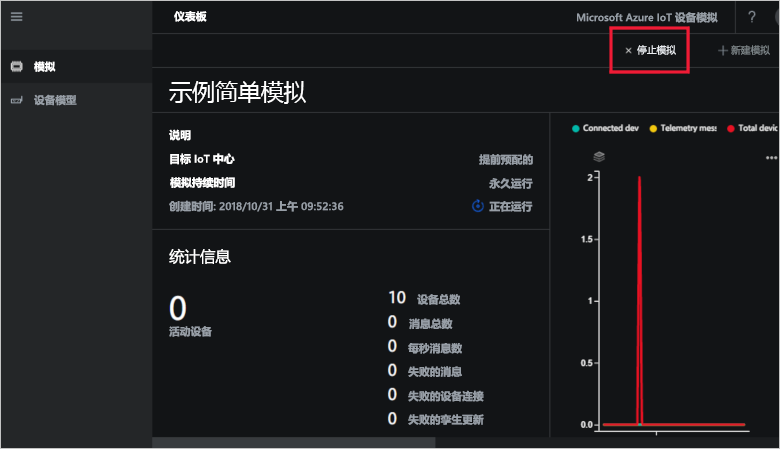 仪表板
Microsoft Azure IoT 设备模拟
?
× 停止模拟
+ 新建模拟
模拟
设备模型
示例简单模拟
说明
目标 IoT 中心
提前预配的
模拟持续时间
永久运行
创建时间: 2018/10/31 上午 09:52:36
正在运行
统计信息
0
活动设备
10 设备总数
0 消息总数
0 每秒消息数
0 失败的消息
0 失败的设备连接
0 失败的孪生更新
Connected dev
Telemetry mess
Total devic
2
1.5
1
0.5
0.0